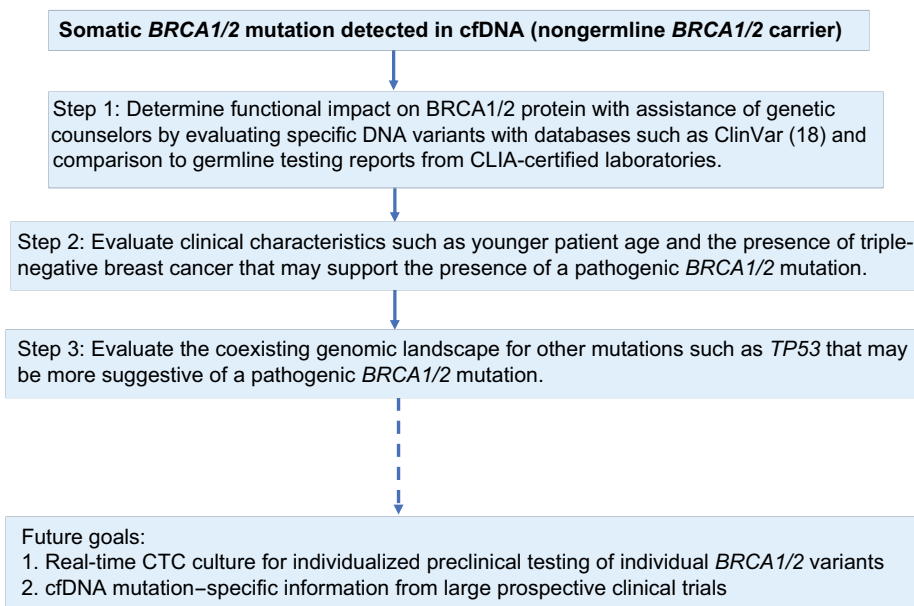 Somatic BRCA1/2 mutation detected in cfDNA (nongermline BRCA1/2 carrier)
Step 1: Determine functional impact on BRCA1/2 protein with assistance of genetic
counselors by evaluating specific DNA variants with databases such as ClinVar (18) and
comparison to germline testing reports from CLIA-certified laboratories.
Step 2: Evaluate clinical characteristics such as younger patient age and the presence of triple-
negative breast cancer that may support the presence of a pathogenic BRCA1/2 mutation.
Step 3: Evaluate the coexisting genomic landscape for other mutations such as TP53 that may
be more suggestive of a pathogenic BRCA1/2 mutation.
Future goals:
1. Real-time CTC culture for individualized preclinical testing of individual BRCA1/2 variants
2. cfDNA mutation–specific information from large prospective clinical trials